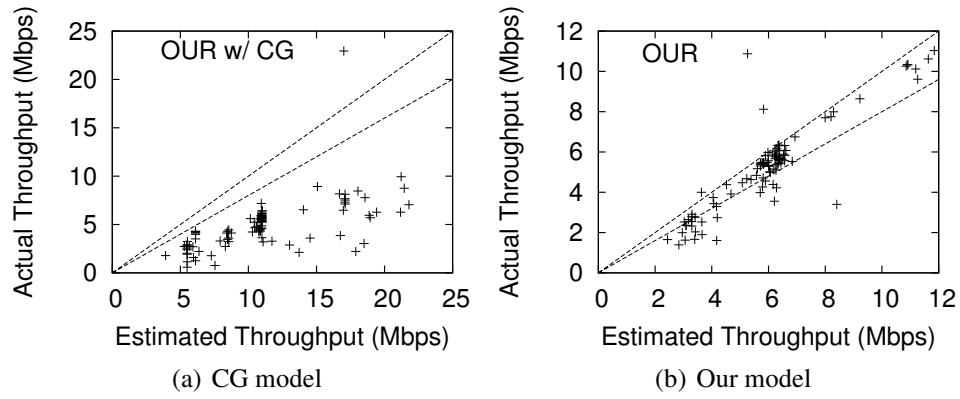 Actual Throughput (Mbps)
25
20
15
10
5
0
OUR w/ CG
0 5 10 15 20 25
Estimated Throughput (Mbps)
(a) CG model
Actual Throughput (Mbps)
12
10
8
6
4
2
0
OUR
0 2 4 6 8 10 12
Estimated Throughput (Mbps)
(b) Our model